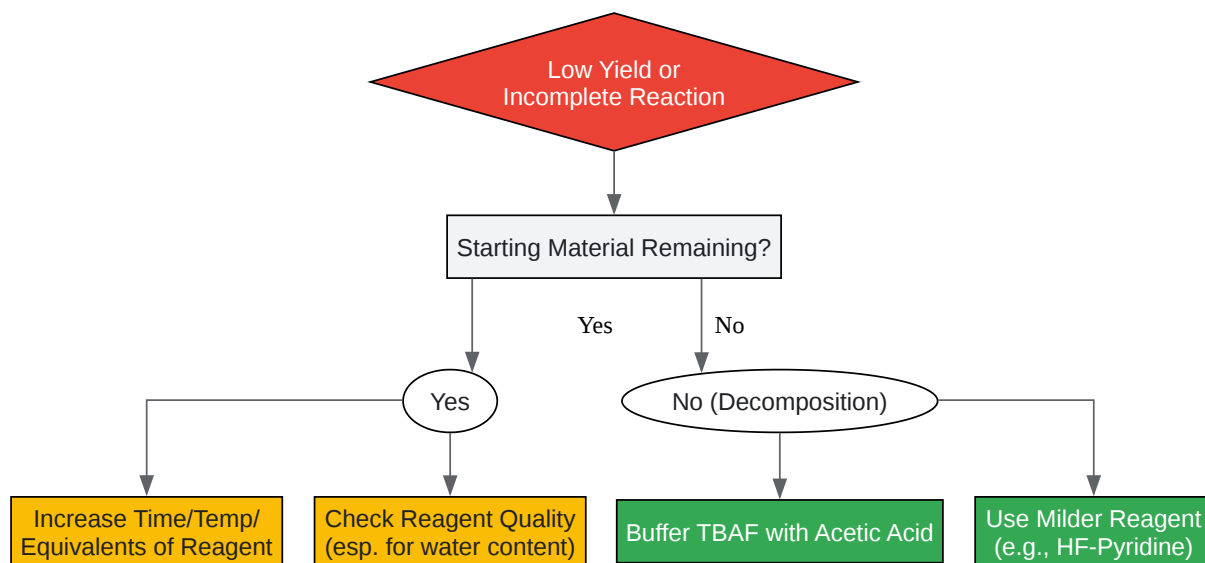 Low Yield or
Incomplete Reaction
Starting Material Remaining?
Yes
No
Yes
No (Decomposition)
Increase Time/Temp/
Equivalents of Reagent
Check Reagent Quality
(esp. for water content)
Buffer TBAF with Acetic Acid
Use Milder Reagent
(e.g., HF-Pyridine)